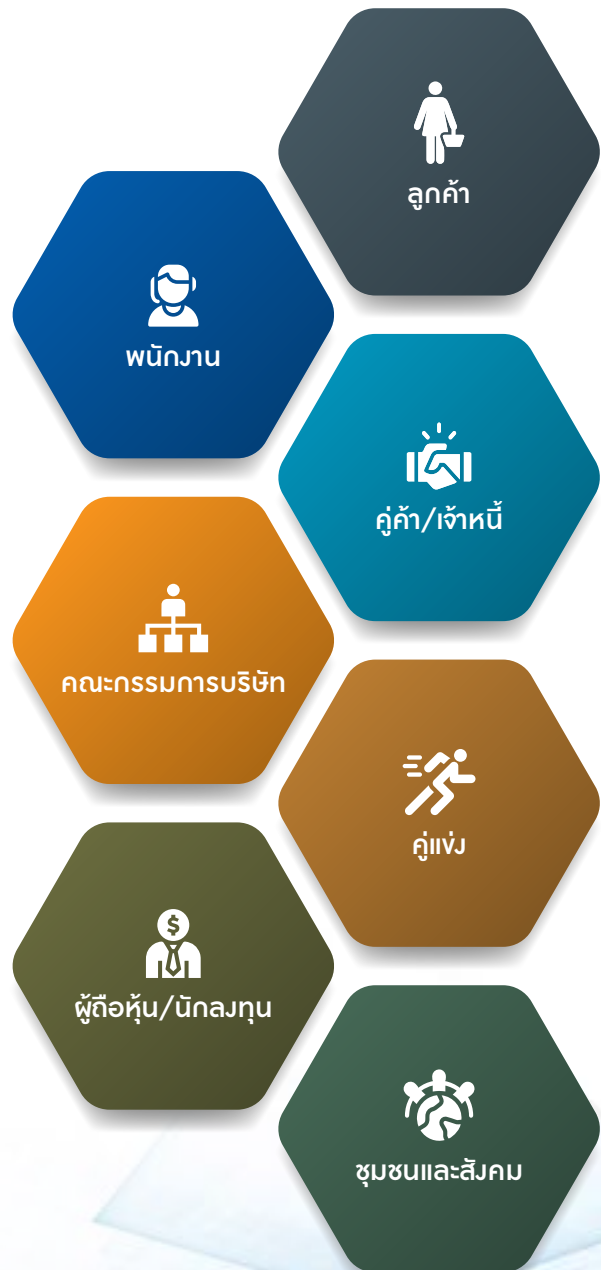 ลูกค้า
พนักงาน
คู่ค้า/เจ้าหนี้
คณะกรรมการบริษัท
คู่แข่ง
$
ผู้ถือหุ้น/นักลงทุน
ชุมชนและสังคม